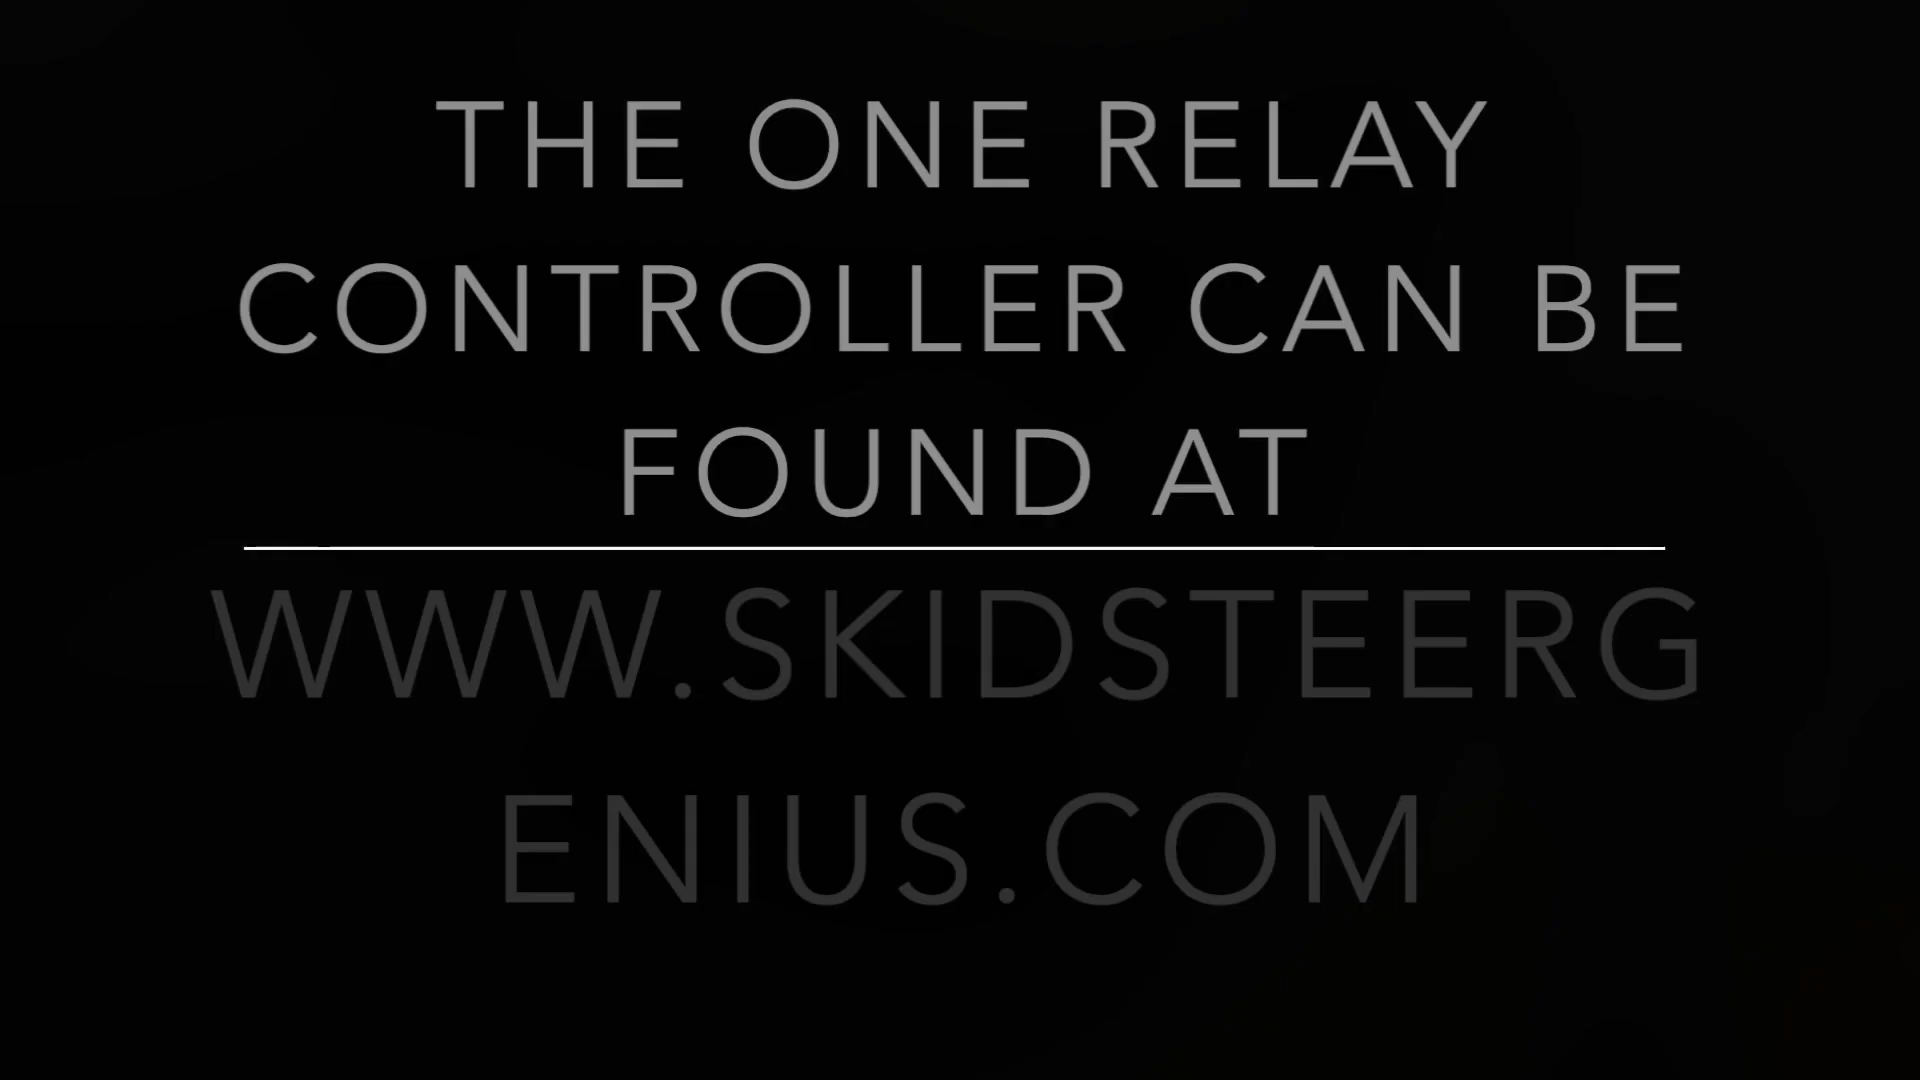 THE ONE RELAY
CONTROLLER CAN BE
FOUND AT
WWW.SKIDSTEERG
ENIUS.COM